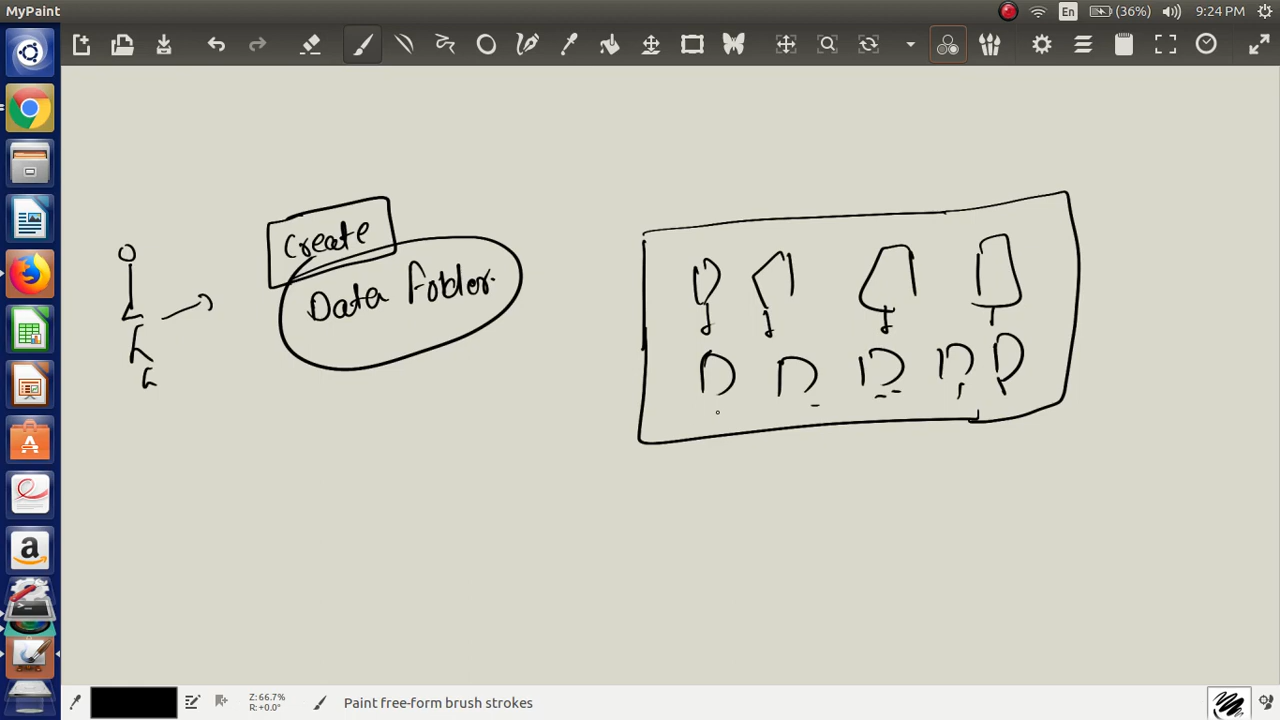 MyPaint
En
(36%)
9:24 PM
Create
Data Folder.
D D D D D
Z: 66.7%
R: +0.0°
Paint free-form brush strokes